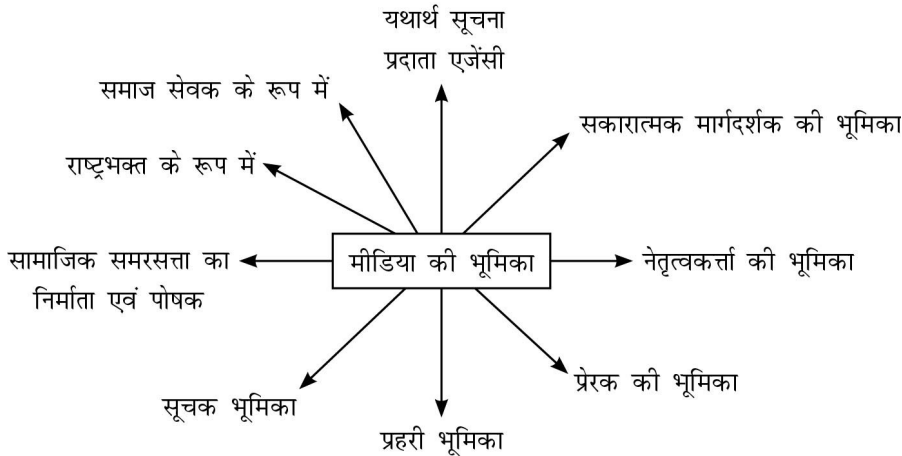 यथार्थ सूचना
प्रदाता एजेंसी
समाज सेवक के रूप में
सकारात्मक मार्गदर्शक की भूमिका
राष्ट्रभक्त के रूप में
सामाजिक समरसत्ता का
निर्माता एवं पोषक
मीडिया की भूमिका
नेतृत्वकर्त्ता की भूमिका
प्रेरक की भूमिका
सूचक भूमिका
प्रहरी भूमिका